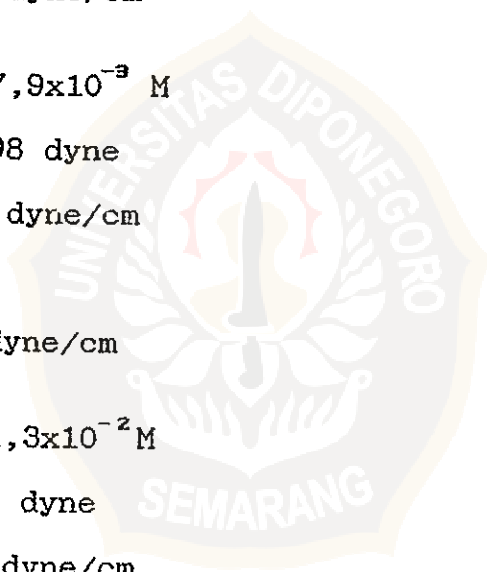 dyne/cm
7,9x10⁻³ M
98 dyne
dyne/cm
dyne/cm
,3x10⁻² M
dyne
dyne/cm
UNIVERSITAS DIPONEGORO
SEMARANG